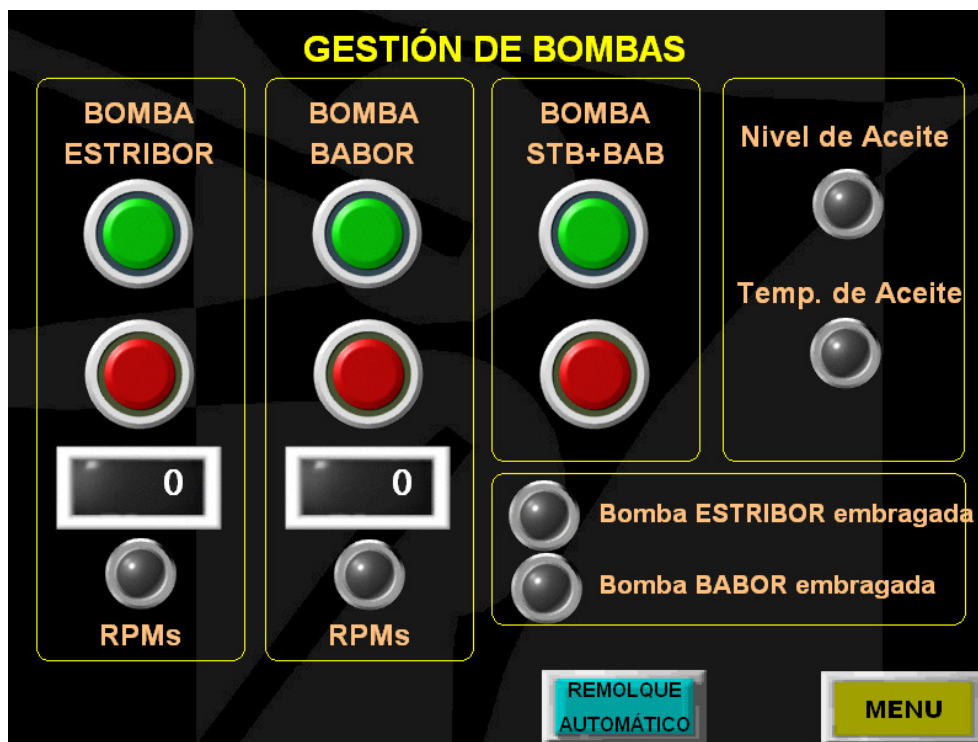 GESTIÓN DE BOMBAS
BOMBA
ESTRIBOR
0
RPMs
BOMBA
BABOR
0
RPMs
BOMBA
STB+BAB
Nivel de Aceite
Temp. de Aceite
Bomba ESTRIBOR embragada
Bomba BABOR embragada
REMOLQUE
AUTOMÁTICO
MENU